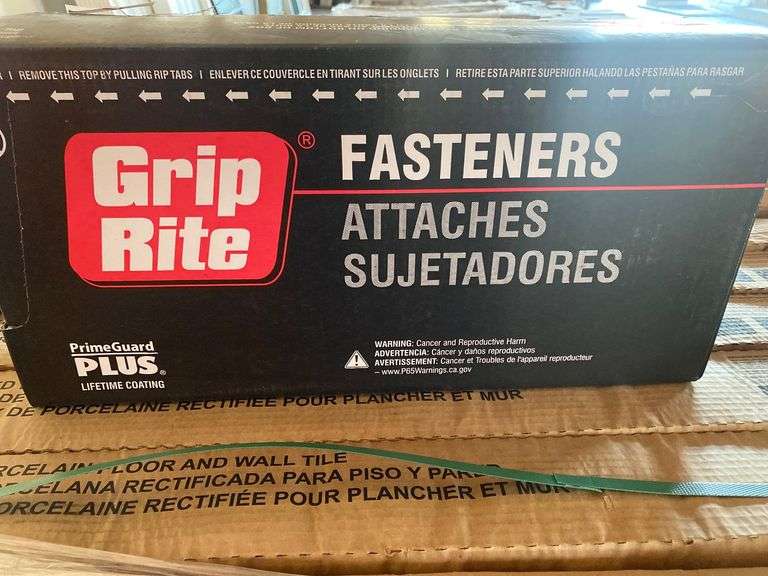 | REMOVE THIS TOP BY PULLING RIP TABS | ENLEVER CE COUVERCLE EN TIRANT SUR LES ONGLETS | RETIRE ESTA PARTE SUPERIOR HALANDO LAS PESTAÑAS PARA RASGAR
Grip
Rite®
FASTENERS
ATTACHES
SUJETADORES
PrimeGuard
PLUS®
LIFETIME COATING
WARNING: Cancer and Reproductive Harm
ADVERTENCIA: Cáncer y daños reproductivos
AVERTISSEMENT: Cancer et Troubles de l'appareil reproducteur
– www.P65Warnings.ca.gov
DE PORCELAINE RECTIFIÉE POUR PLANCHER ET MUR
RCELAIN FLOOR AND WALL TILE
RCELANA RECTIFICADA PARA PISO Y PARED
PORCELAINE RECTIFIÉE POUR PLANCHER ET MUR